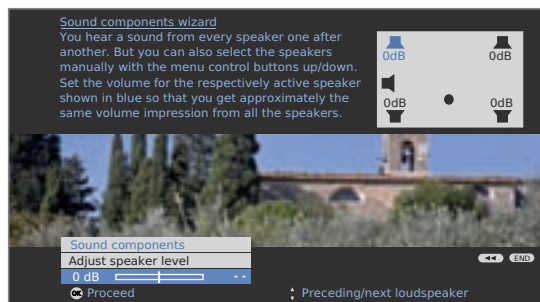 Sound components wizard
You hear a sound from every speaker one after
another. But you can also select the speakers
manually with the menu control buttons up/down.
Set the volume for the respectively active speaker
shown in blue so that you get approximately the
same volume impression from all the speakers.
0dB 0dB
0dB 0dB
Sound components
Adjust speaker level
0 dB
END
OK Proceed
Preceding/next loudspeaker